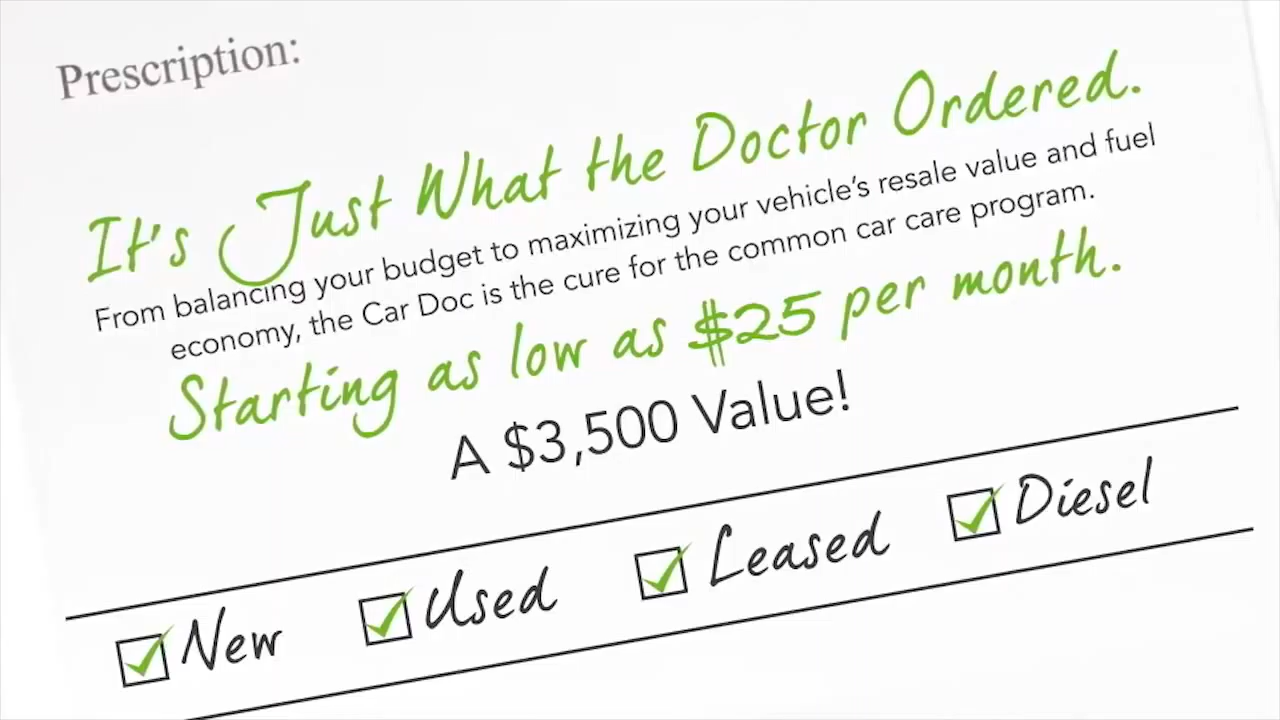 Prescription:
It's Just What the Doctor Ordered.
From balancing your budget to maximizing your vehicle's resale value and fuel
economy, the Car Doc is the cure for the common car care program.
Starting as low as $25 per month.
A $3,500 Value!
New Used Leased Diesel